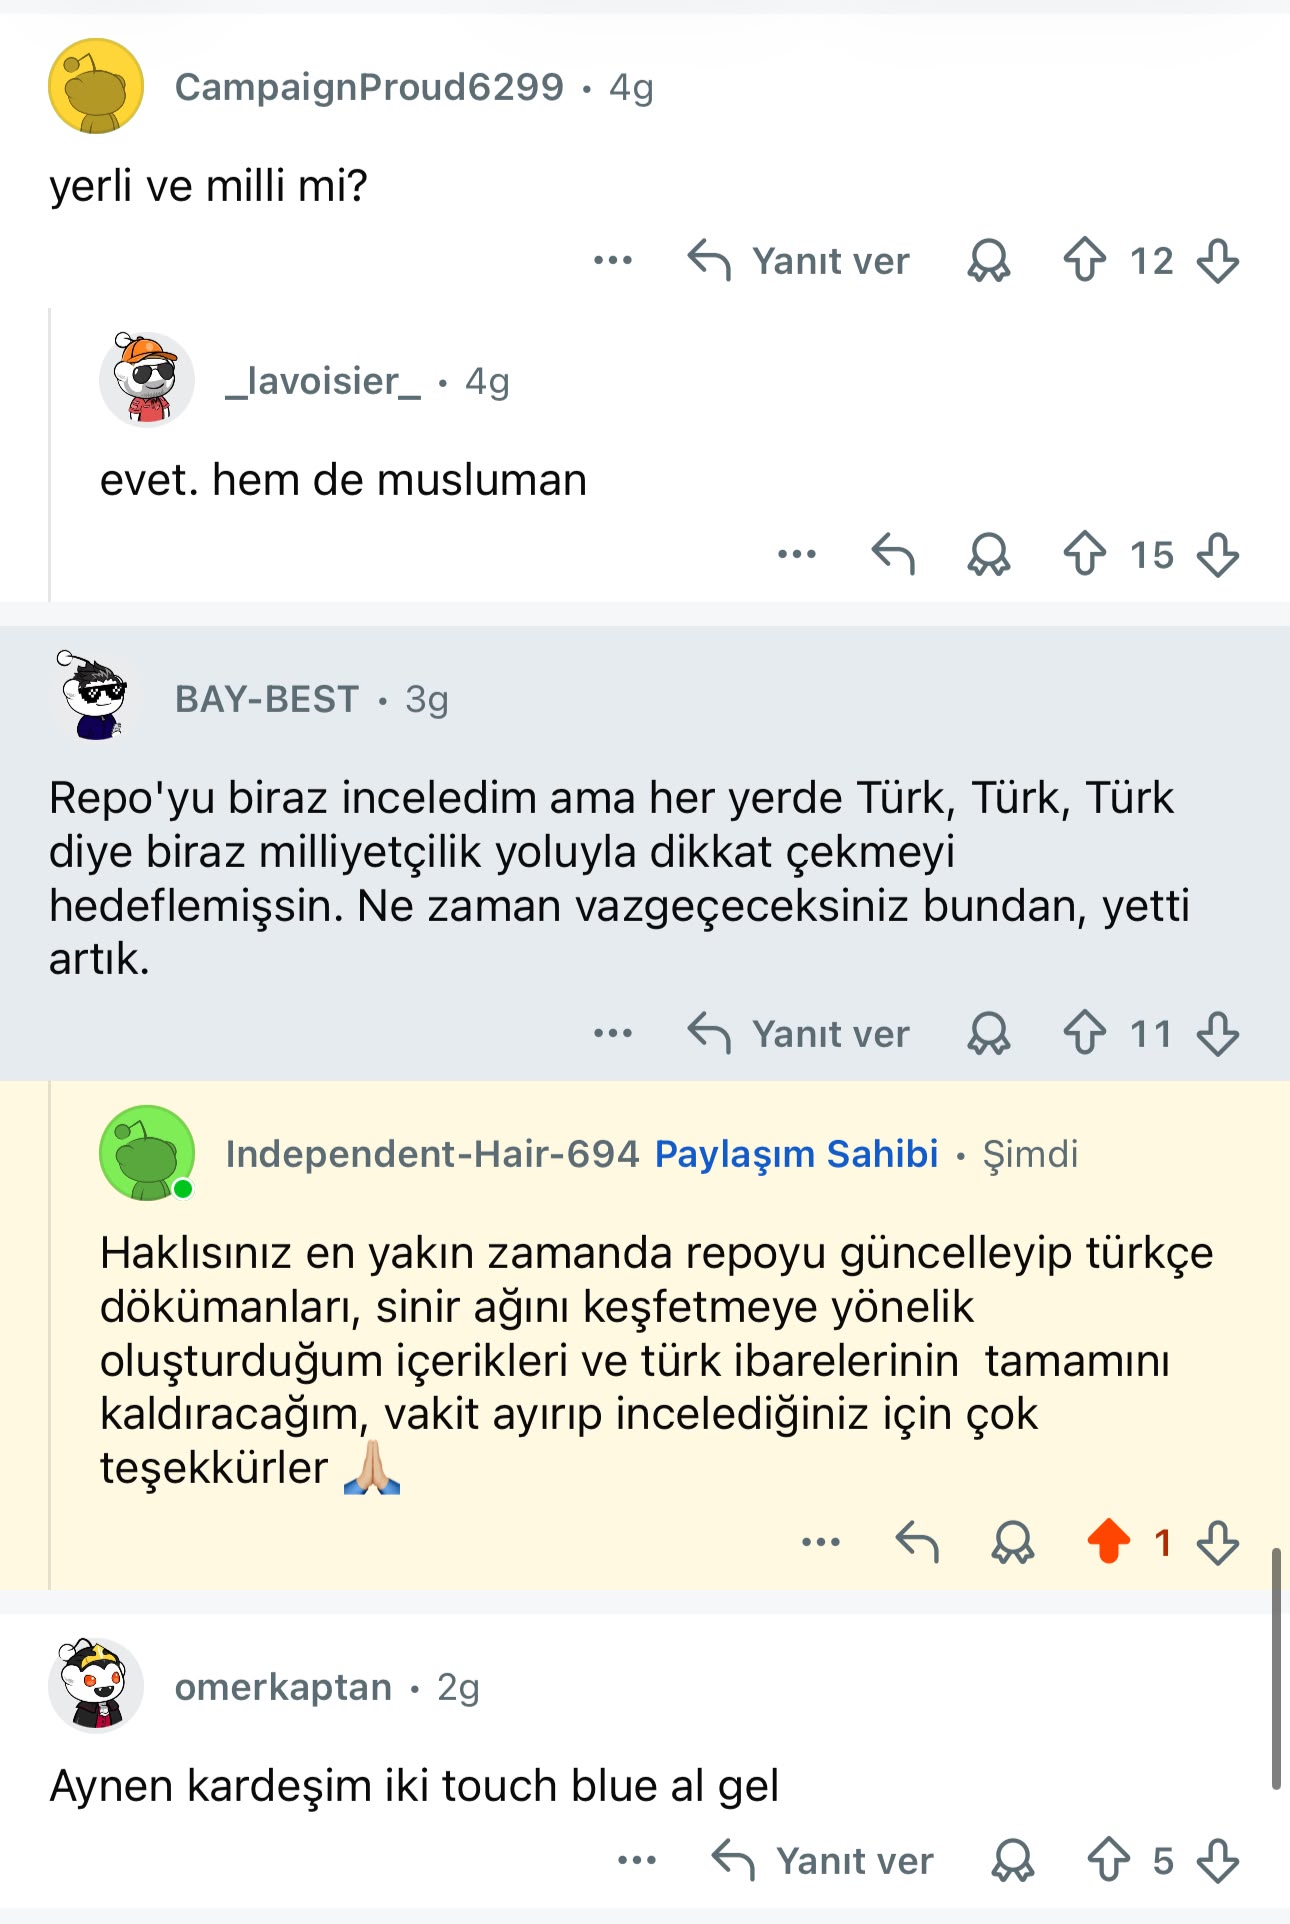 CampaignProud6299 • 4g
yerli ve milli mi?
Yanıt ver 12
_lavoisier_ • 4g
evet. hem de musluman
15
BAY-BEST • 3g
Repo'yu biraz inceledim ama her yerde Türk, Türk, Türk
diye biraz milliyetçilik yoluyla dikkat çekmeyi
hedeflemişsin. Ne zaman vazgeçeceksiniz bundan, yetti
artık.
Yanıt ver 11
Independent-Hair-694 Paylaşım Sahibi • Şimdi
Haklısınız en yakın zamanda repoyu güncelleyip türkçe
dökümanları, sinir ağını keşfetmeye yönelik
oluşturduğum içerikleri ve türk ibarelerinin  tamamını
kaldıracağım, vakit ayırıp incelediğiniz için çok
teşekkürler 🙏🏼
1
omerkaptan • 2g
Aynen kardeşim iki touch blue al gel
Yanıt ver 5